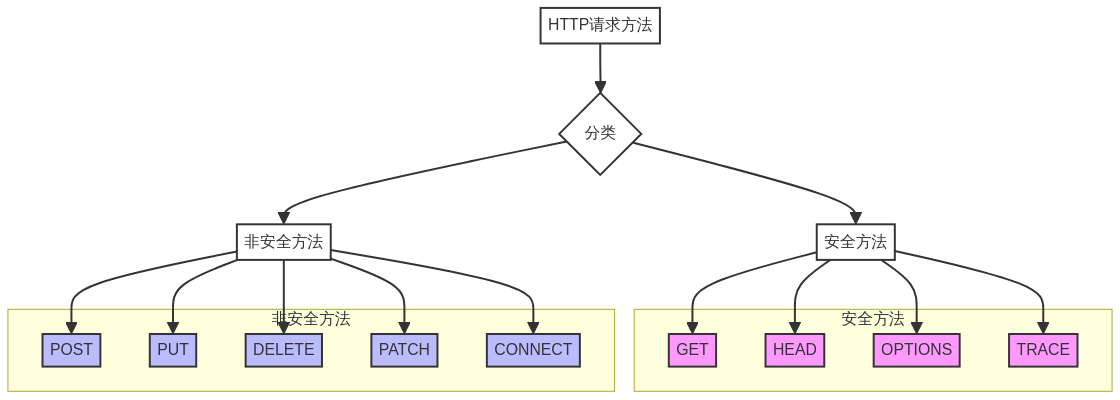 HTTP请求方法
分类
非安全方法
安全方法
非安全方法
安全方法
POST
PUT
DELETE
PATCH
CONNECT
GET
HEAD
OPTIONS
TRACE